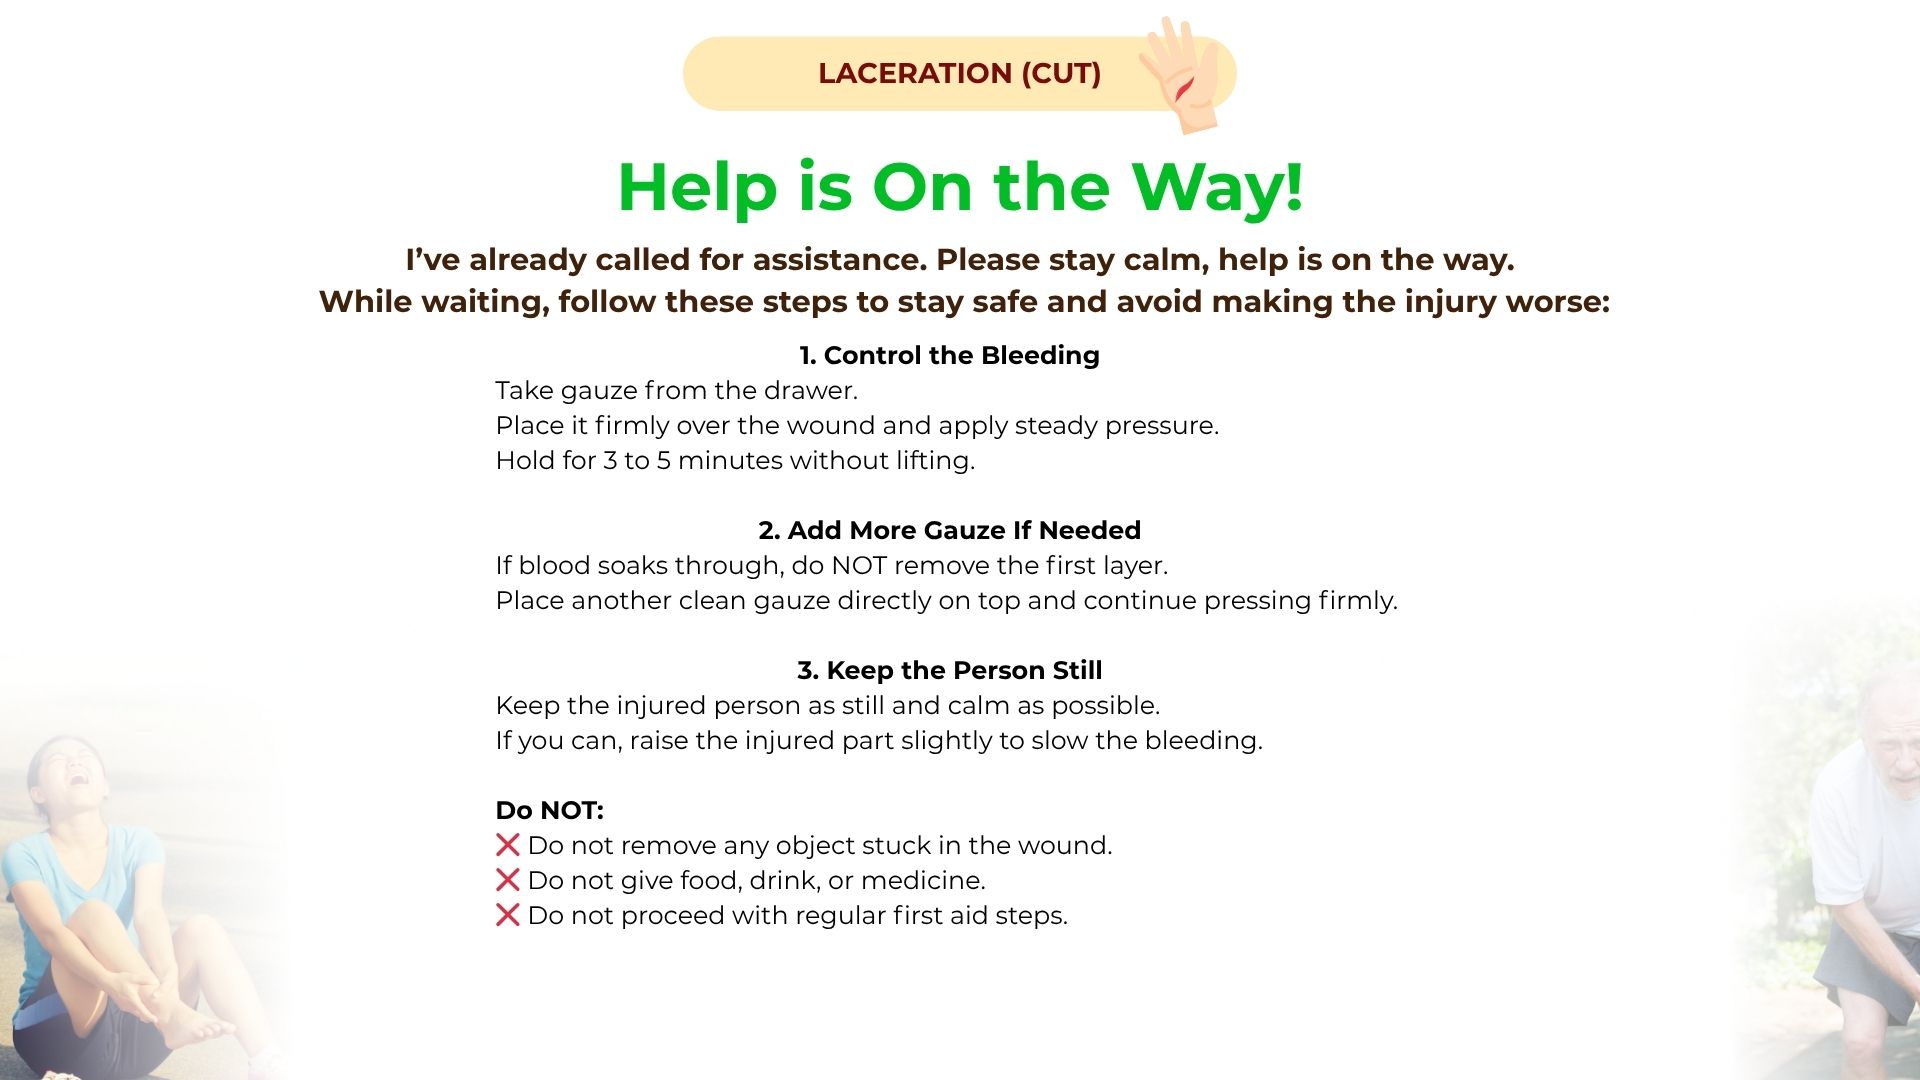 LACERATION (CUT)
Help is On the Way!
I’ve already called for assistance. Please stay calm, help is on the way.
While waiting, follow these steps to stay safe and avoid making the injury worse:
1. Control the Bleeding
Take gauze from the drawer.
Place it firmly over the wound and apply steady pressure.
Hold for 3 to 5 minutes without lifting.
2. Add More Gauze If Needed
If blood soaks through, do NOT remove the first layer.
Place another clean gauze directly on top and continue pressing firmly.
3. Keep the Person Still
Keep the injured person as still and calm as possible.
If you can, raise the injured part slightly to slow the bleeding.
Do NOT:
❌ Do not remove any object stuck in the wound.
❌ Do not give food, drink, or medicine.
❌ Do not proceed with regular first aid steps.